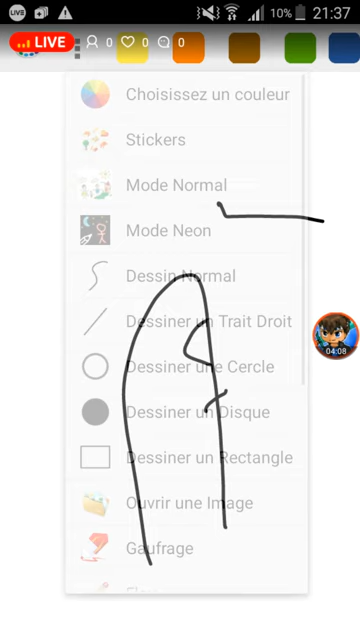 LIVE 10% 21:37
LIVE 0 0 0
Choisissez un couleur
Stickers
Mode Normal
Mode Neon
Dessin Normal
Dessiner un Trait Droit
04:08
Dessiner une Cercle
Dessiner un Disque
Dessiner un Rectangle
Ouvrir une Image
Gaufrage